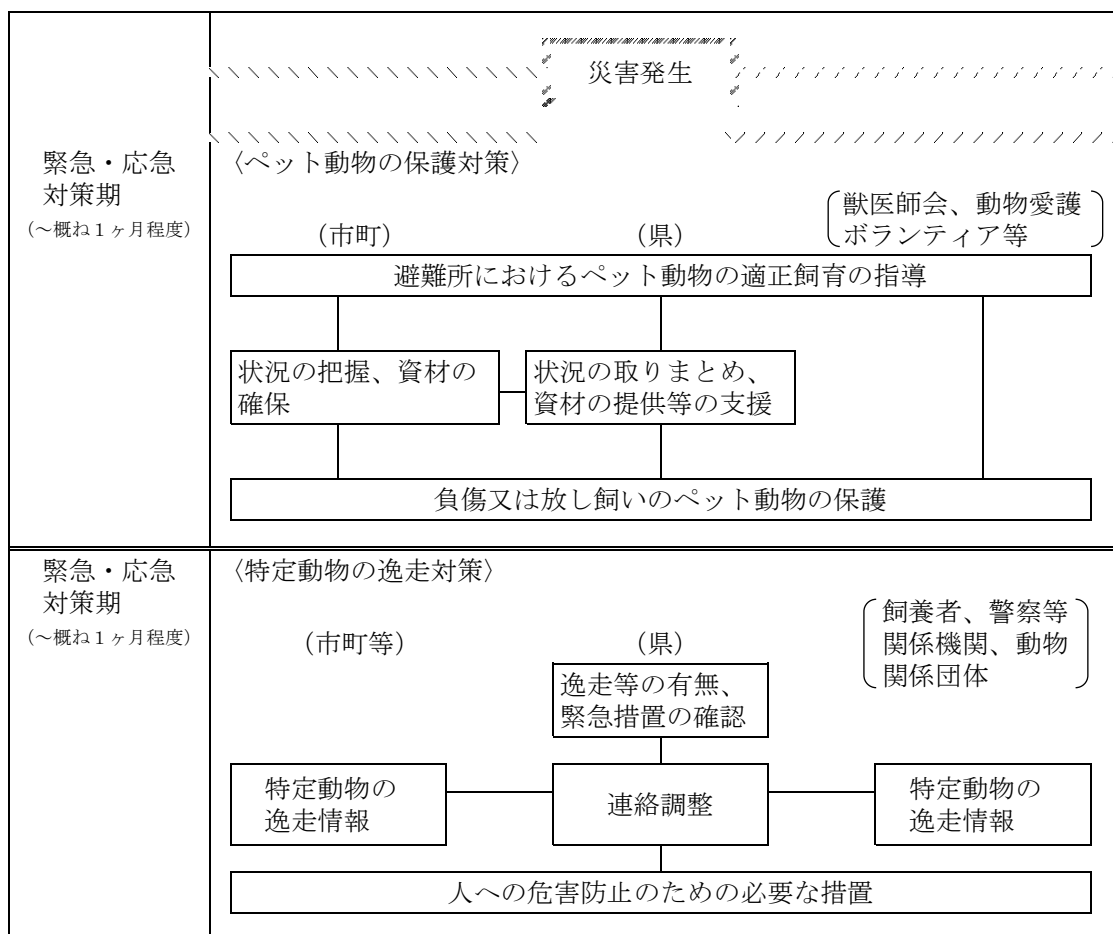 災害発生
緊急・応急
対策期
(～概ね１ヶ月程度)
〈ペット動物の保護対策〉
(市町)
(県)
獣医師会、動物愛護
ボランティア等
避難所におけるペット動物の適正飼育の指導
状況の把握、資材の
確保
状況の取りまとめ、
資材の提供等の支援
負傷又は放し飼いのペット動物の保護
緊急・応急
対策期
(～概ね１ヶ月程度)
〈特定動物の逸走対策〉
(市町等)
(県)
飼養者、警察等
関係機関、動物
関係団体
逸走等の有無、
緊急措置の確認
特定動物の
逸走情報
連絡調整
特定動物の
逸走情報
人への危害防止のための必要な措置